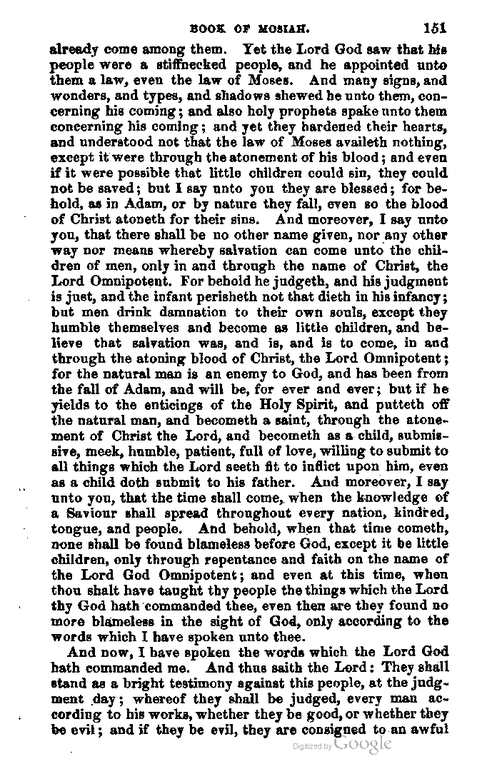 BOOK OF MOSIAH. 151
already come among them. Yet the Lord God saw that his
people were a stiffnecked people, and he appointed unto
them a law, even the law of Moses. And many signs, and
wonders, and types, and shadows shewed he unto them, con-
cerning his coming; and also holy prophets spake unto them
concerning his coming; and yet they hardened their hearts,
and understood not that the law of Moses availeth nothing,
except it were through the atonement of his blood; and even
if it were possible that little children could sin, they could
not be saved; but I say unto you they are blessed; for be-
hold, as in Adam, or by nature they fall, even so the blood
of Christ atoneth for their sins. And moreover, I say unto
you, that there shall be no other name given, nor any other
way nor means whereby salvation can come unto the chil-
dren of men, only in and through the name of Christ, the
Lord Omnipotent. For behold he judgeth, and his judgment
is just, and the infant perisheth not that dieth in his infancy;
but men drink damnation to their own souls, except they
humble themselves and become as little children, and be-
lieve that salvation was, and is, and is to come, in and
through the atoning blood of Christ, the Lord Omnipotent;
for the natural man is an enemy to God, and has been from
the fall of Adam, and will be, for ever and ever; but if he
yields to the enticings of the Holy Spirit, and putteth off
the natural man, and becometh a saint, through the atone-
ment of Christ the Lord, and becometh as a child, submis-
sive, meek, humble, patient, full of love, willing to submit to
all things which the Lord seeth fit to inflict upon him, even
as a child doth submit to his father. And moreover, I say
unto you, that the time shall come, when the knowledge of
a Saviour shall spread throughout every nation, kindred,
tongue, and people. And behold, when that time cometh,
none shall be found blameless before God, except it be little
children, only through repentance and faith on the name of
the Lord God Omnipotent; and even at this time, when
thou shalt have taught thy people the things which the Lord
thy God hath commanded thee, even then are they found no
more blameless in the sight of God, only according to the
words which I have spoken unto thee.
And now, I have spoken the words which the Lord God
hath commanded me. And thus saith the Lord: They shall
stand as a bright testimony against this people, at the judg-
ment day; whereof they shall be judged, every man ac-
cording to his works, whether they be good, or whether they
be evil; and if they be evil, they are consigned to an awful
Digitized by Google